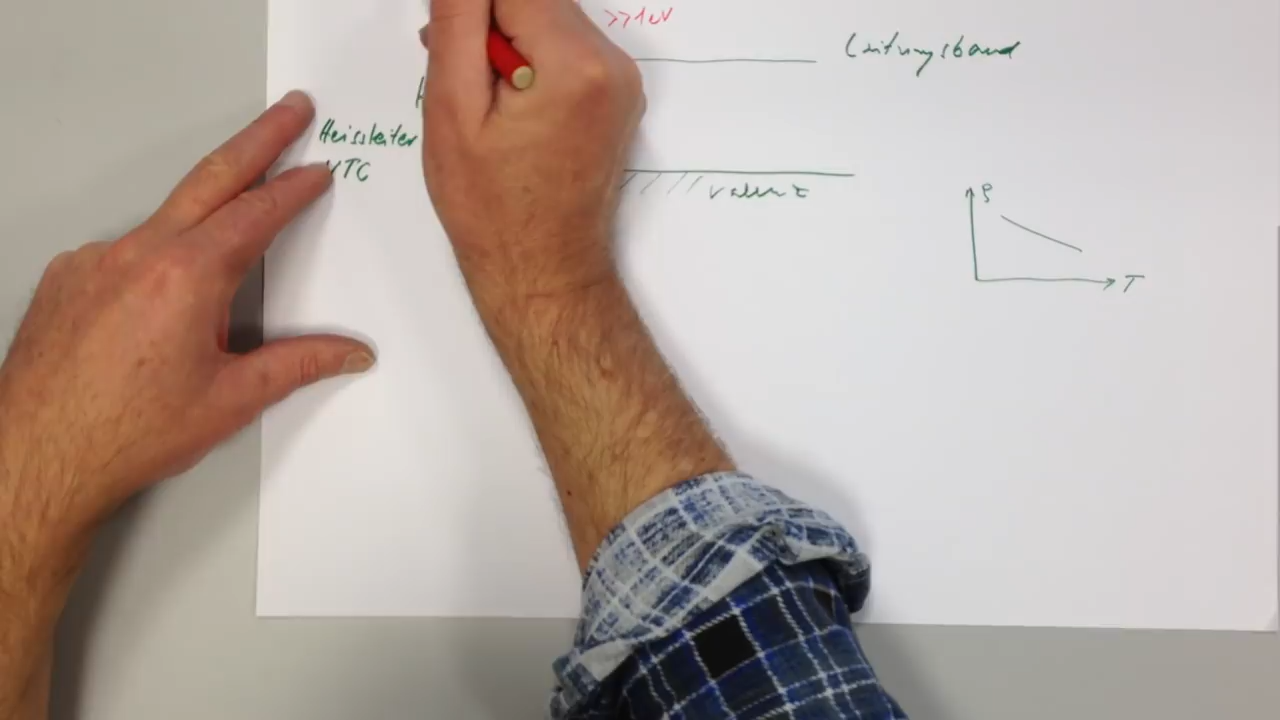 >>1eV
Leitungsband
Heissleiter
NTC
Valenz
ρ
T